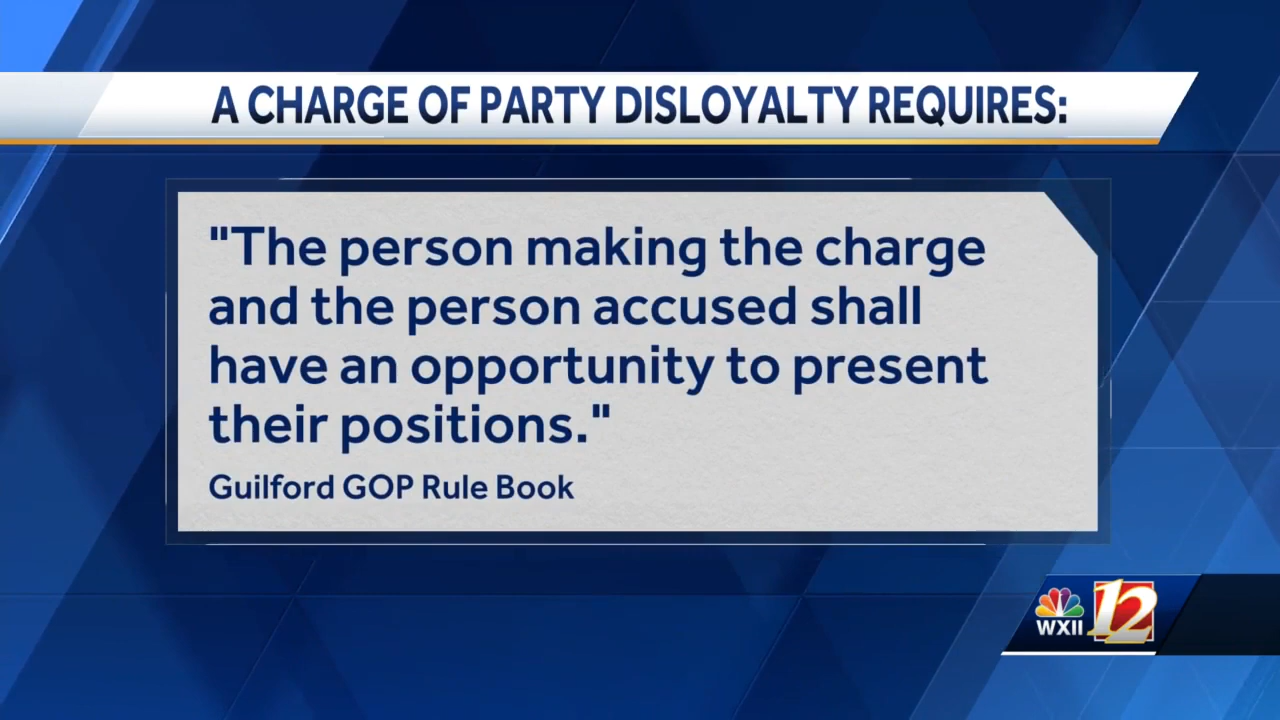 A CHARGE OF PARTY DISLOYALTY REQUIRES:
"The person making the charge
and the person accused shall
have an opportunity to present
their positions."
Guilford GOP Rule Book
WXII 12